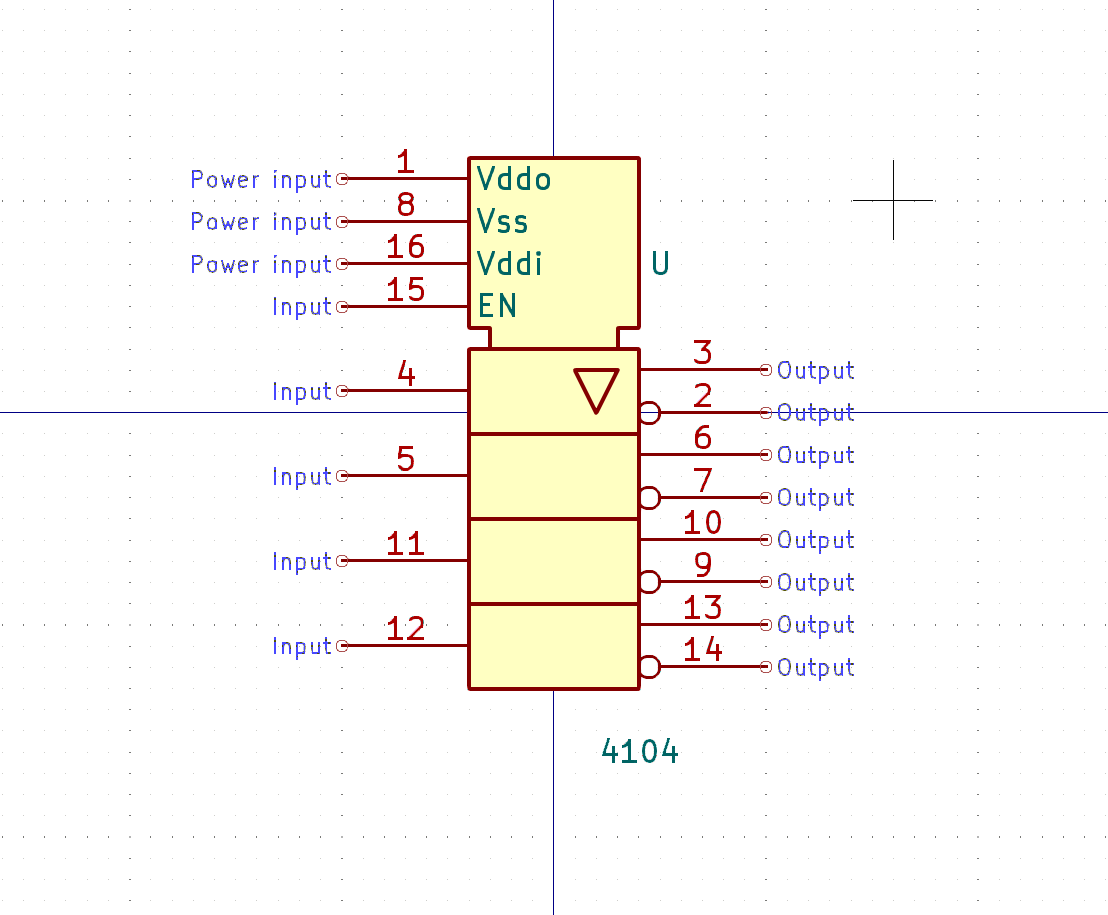 Power input 1 Vddo
Power input 8 Vss
Power input 16 Vddi U
Input 15 EN
3 Output
Input 4
2 Output
6 Output
Input 5
7 Output
10 Output
Input 11
9 Output
13 Output
Input 12
14 Output
4104